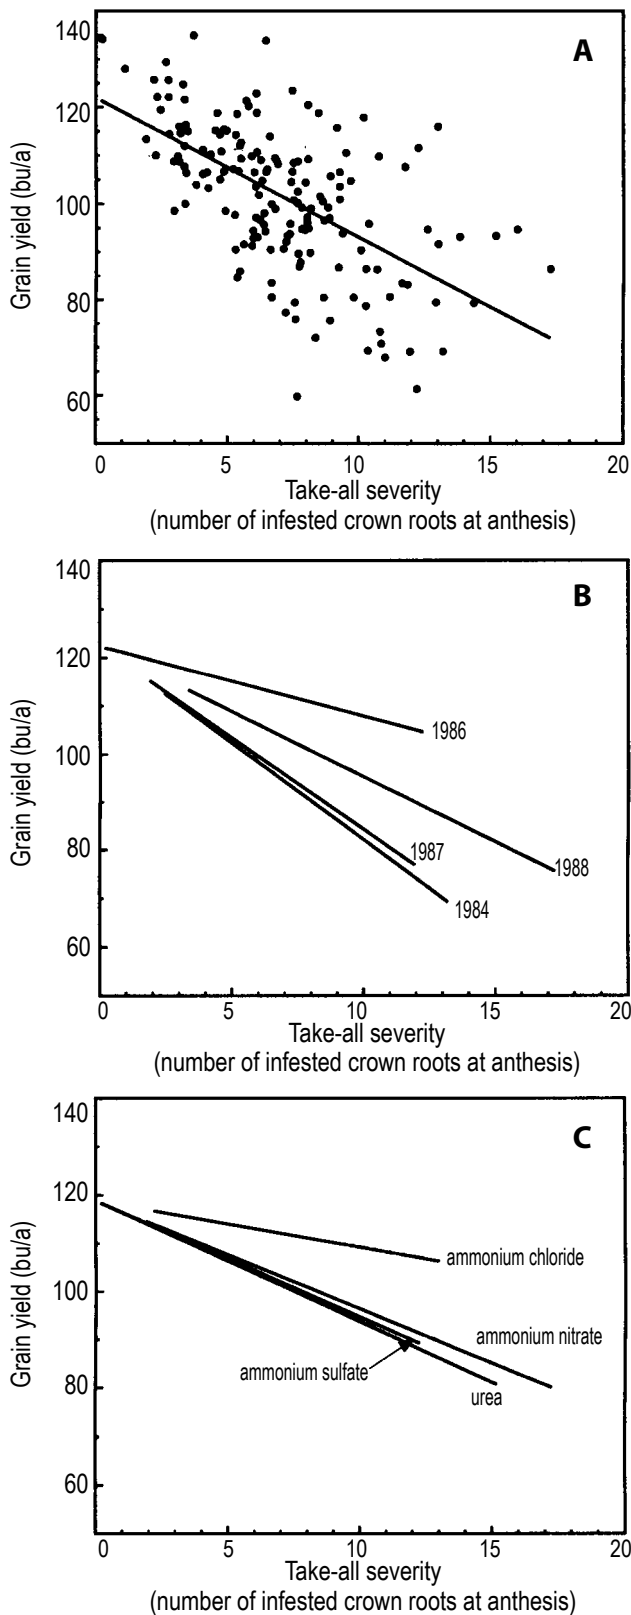 A
140
120
100
80
60
Grain yield (bu/a)
0 5 10 15 20
Take-all severity
(number of infested crown roots at anthesis)
B
140
120
100
80
60
Grain yield (bu/a)
1986
1987
1988
1984
0 5 10 15 20
Take-all severity
(number of infested crown roots at anthesis)
C
140
120
100
80
60
Grain yield (bu/a)
ammonium chloride
ammonium nitrate
ammonium sulfate
urea
0 5 10 15 20
Take-all severity
(number of infested crown roots at anthesis)